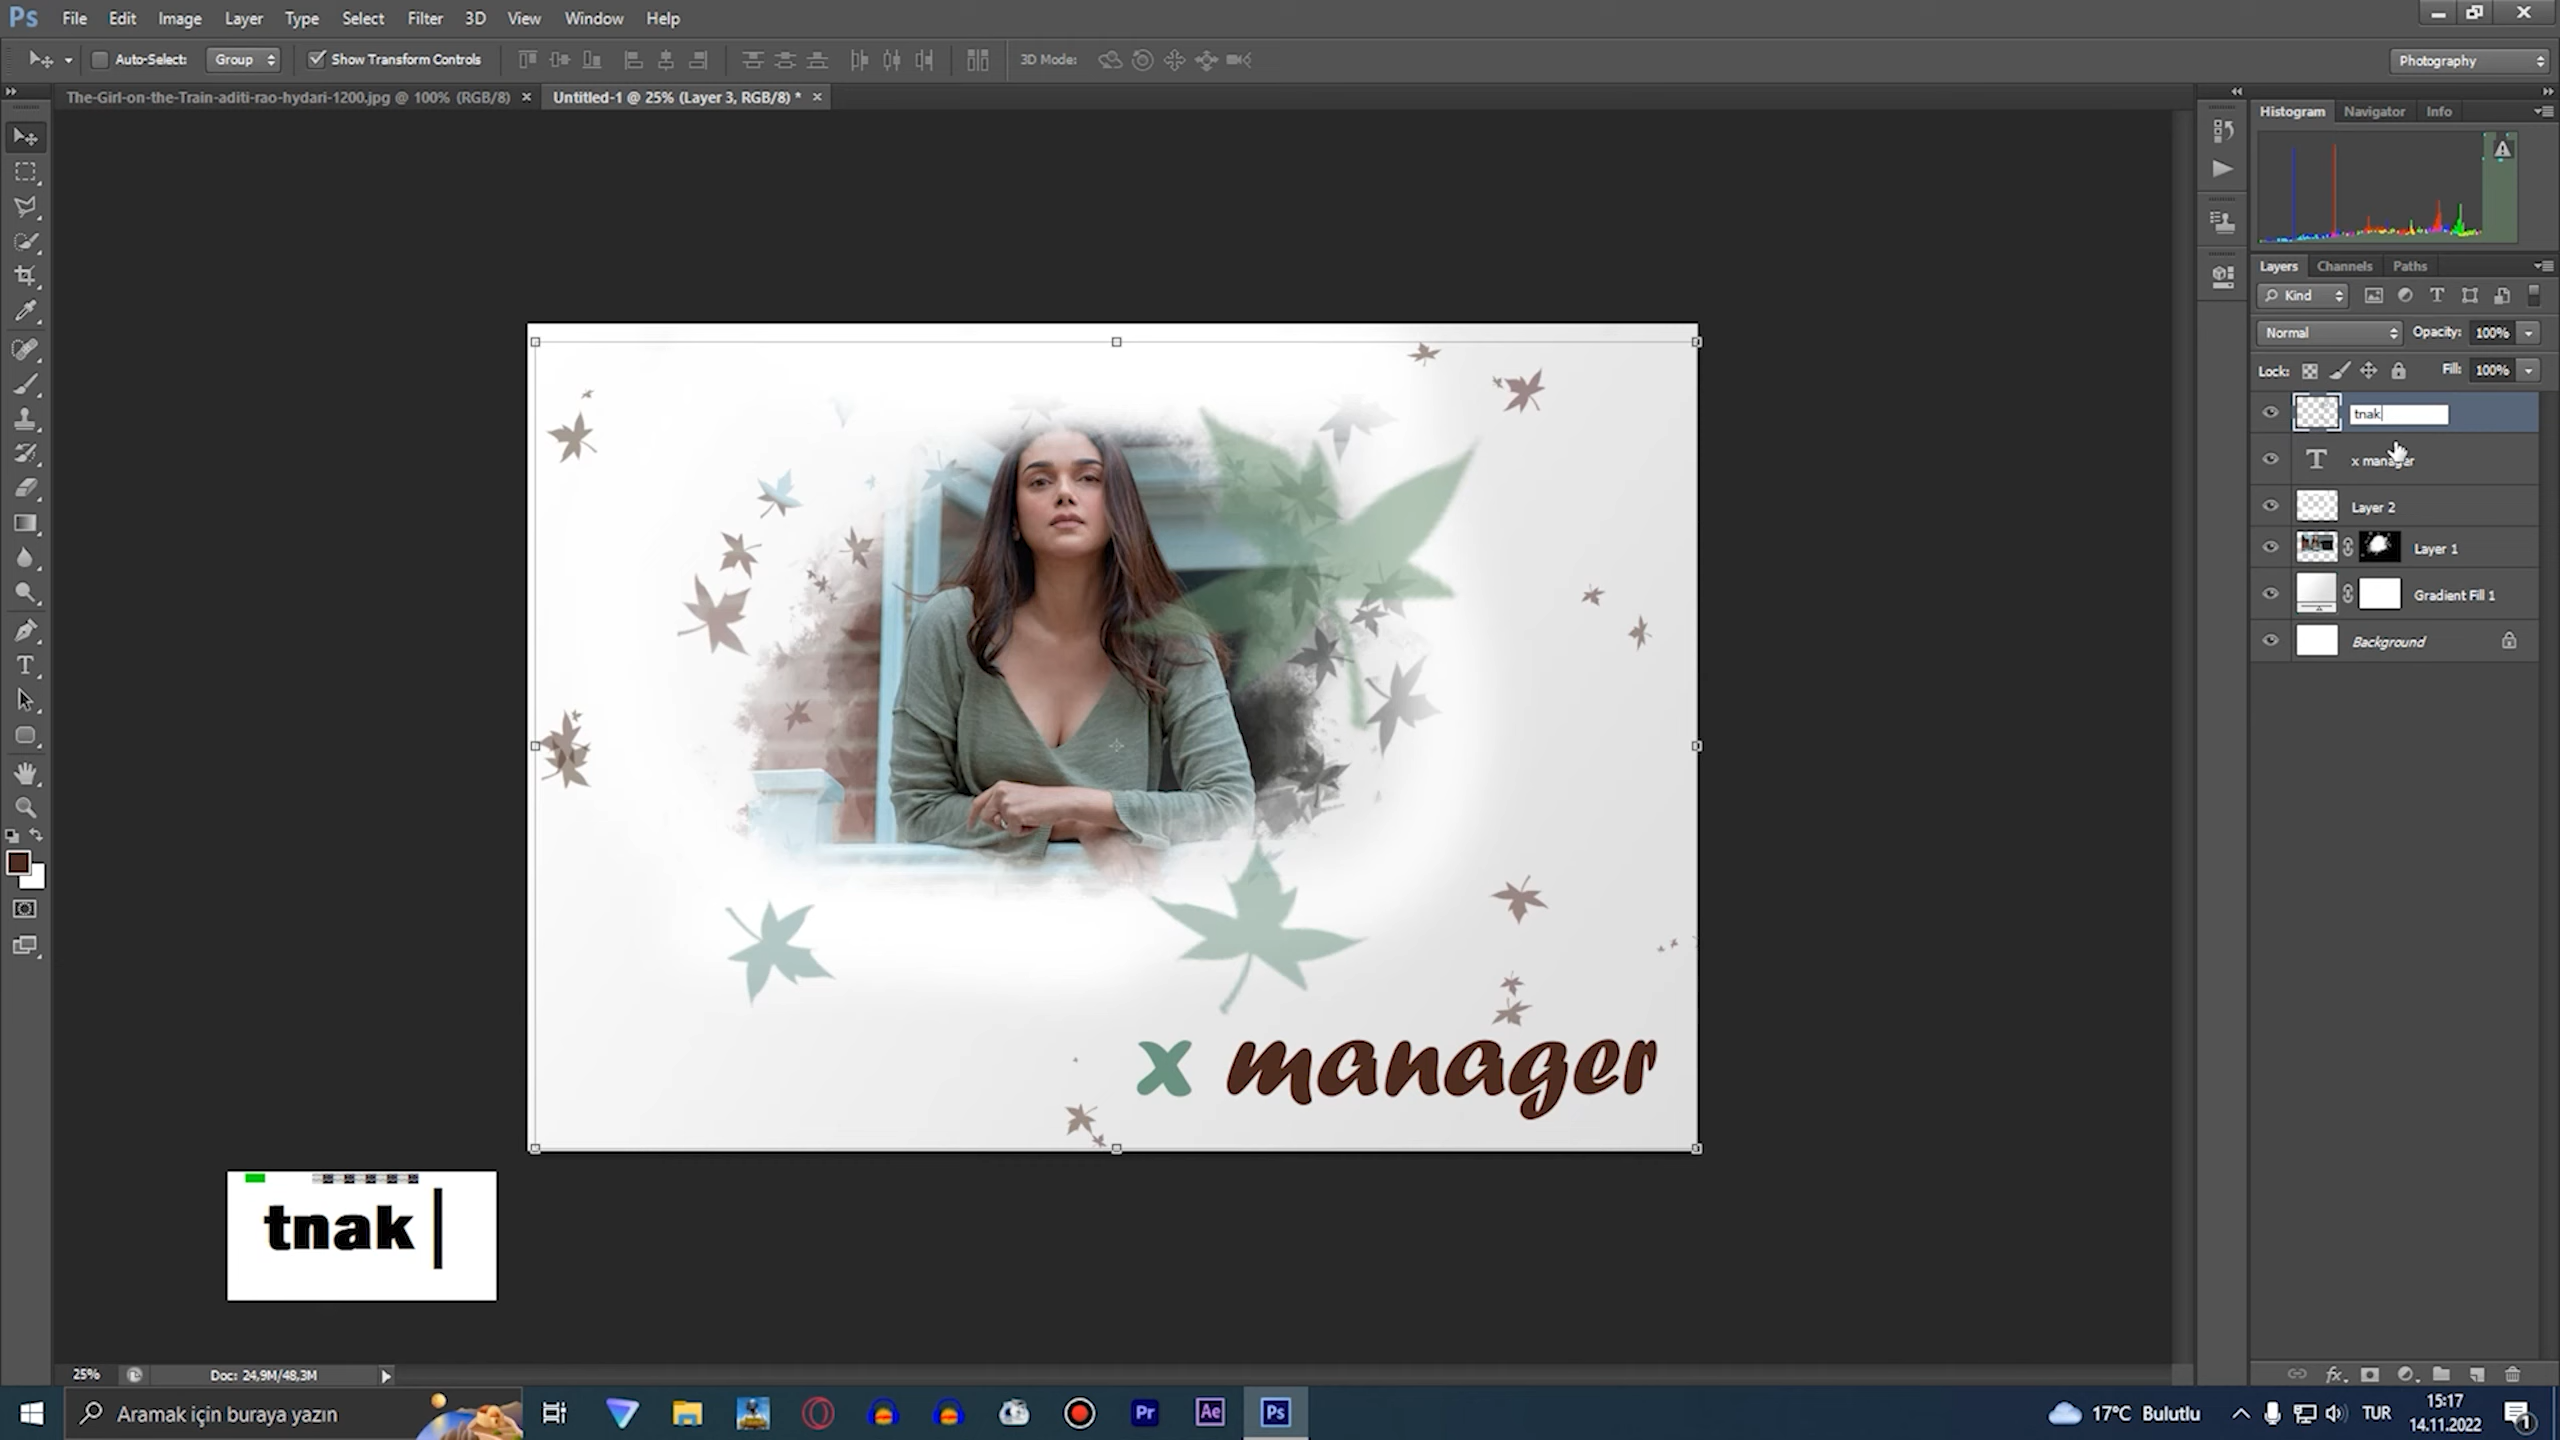 Ps File Edit Image Layer Type Select Filter 3D View Window Help
Auto-Select: Group Show Transform Controls 3D Mode: Photography
The-Girl-on-the-Train-aditi-rao-hydari-1200.jpg @ 100% (RGB/8) × Untitled-1 @ 25% (Layer 3, RGB/8) * ×
Histogram Navigator Info
Layers Channels Paths
Kind
Normal Opacity: 100%
Lock: Fill: 100%
tnak
x manager
Layer 2
Layer 1
Gradient Fill 1
Background
x manager
tnak
25% Doc: 24,9M/48,3M
Aramak için buraya yazın Pr Ae Ps 17°C Bulutlu TUR 15:17
14.11.2022 1